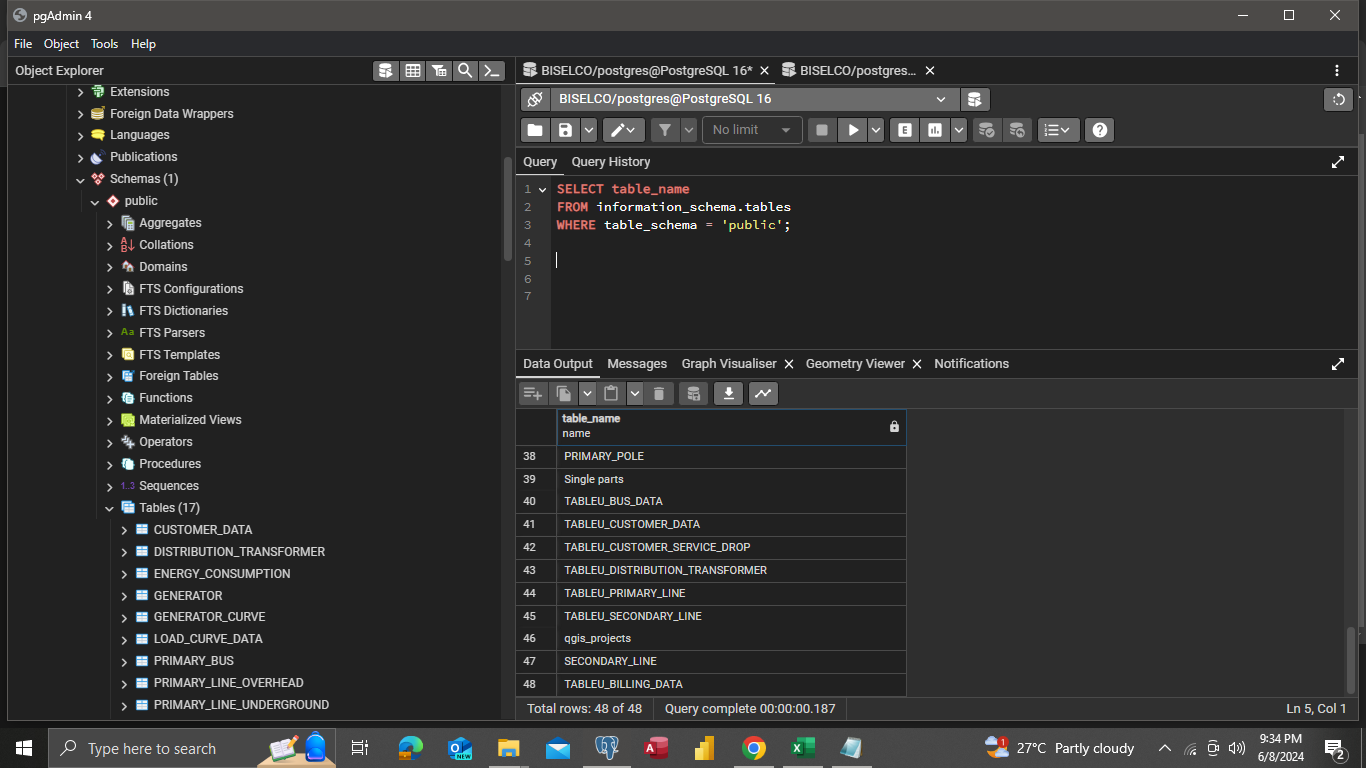 pgAdmin 4
File Object Tools Help
Object Explorer
Extensions
Foreign Data Wrappers
Languages
Publications
Schemas (1)
public
Aggregates
Collations
Domains
FTS Configurations
FTS Dictionaries
Aa FTS Parsers
FTS Templates
Foreign Tables
Functions
Materialized Views
Operators
Procedures
1..3 Sequences
Tables (17)
CUSTOMER_DATA
DISTRIBUTION_TRANSFORMER
ENERGY_CONSUMPTION
GENERATOR
GENERATOR_CURVE
LOAD_CURVE_DATA
PRIMARY_BUS
PRIMARY_LINE_OVERHEAD
PRIMARY_LINE_UNDERGROUND
BISELCO/postgres@PostgreSQL 16* BISELCO/postgres...
BISELCO/postgres@PostgreSQL 16
No limit E
Query Query History
1 SELECT table_name
2 FROM information_schema.tables
3 WHERE table_schema = 'public';
4
5
6
7
Data Output Messages Graph Visualiser Geometry Viewer Notifications
table_name
name
38 PRIMARY_POLE
39 Single parts
40 TABLEU_BUS_DATA
41 TABLEU_CUSTOMER_DATA
42 TABLEU_CUSTOMER_SERVICE_DROP
43 TABLEU_DISTRIBUTION_TRANSFORMER
44 TABLEU_PRIMARY_LINE
45 TABLEU_SECONDARY_LINE
46 qgis_projects
47 SECONDARY_LINE
48 TABLEU_BILLING_DATA
Total rows: 48 of 48 Query complete 00:00:00.187 Ln 5, Col 1
Type here to search NEW 1 27°C Partly cloudy 9:34 PM
6/8/2024 2